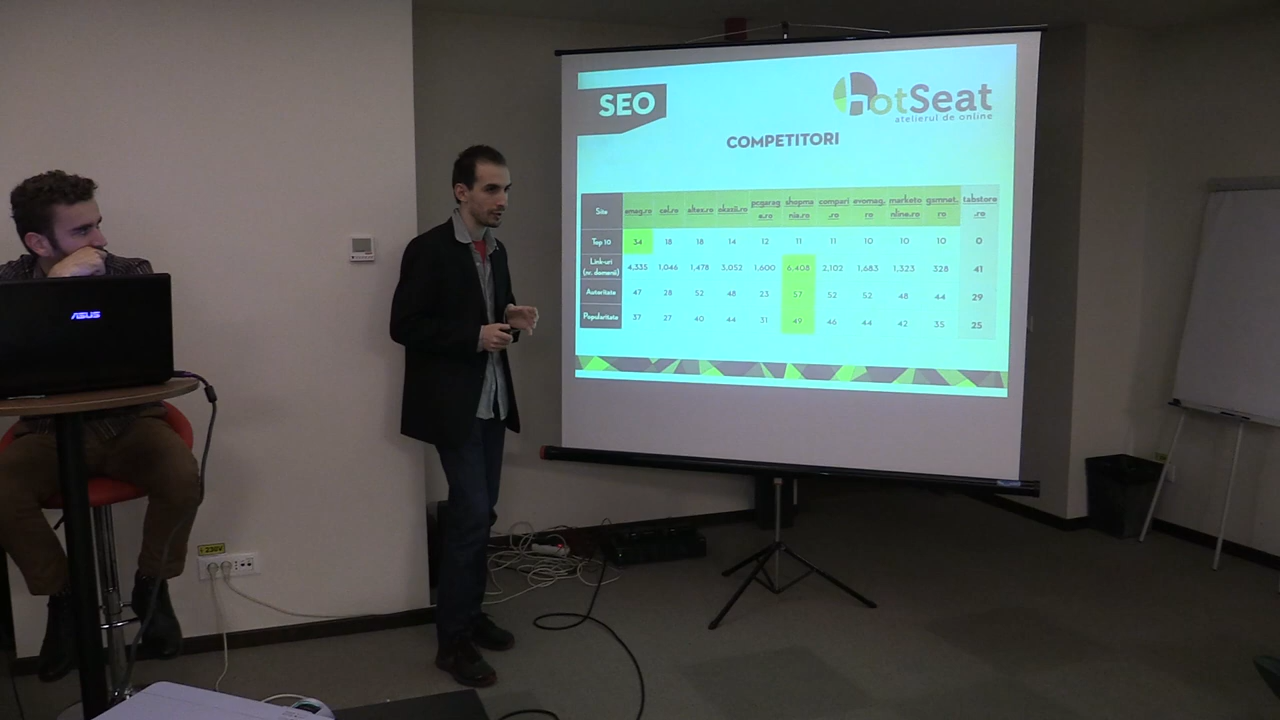 SEO
hotSeat
atelierul de online
COMPETITORI
Site emag.ro cel.ro altex.ro okazii.ro pcgarage.ro shopmania.ro compari.ro evomag.ro marketonline.ro gsmnet.ro tabstore.ro
Top 10 34 18 18 14 12 11 11 10 10 10 0
Link-uri (nr. domenii) 4,335 1,046 1,478 3,052 1,600 6,408 2,102 1,683 1,323 328 41
Autoritate 47 28 52 48 23 57 52 52 48 44 29
Popularitate 37 27 40 44 31 49 46 44 42 35 25
ASUS
230V